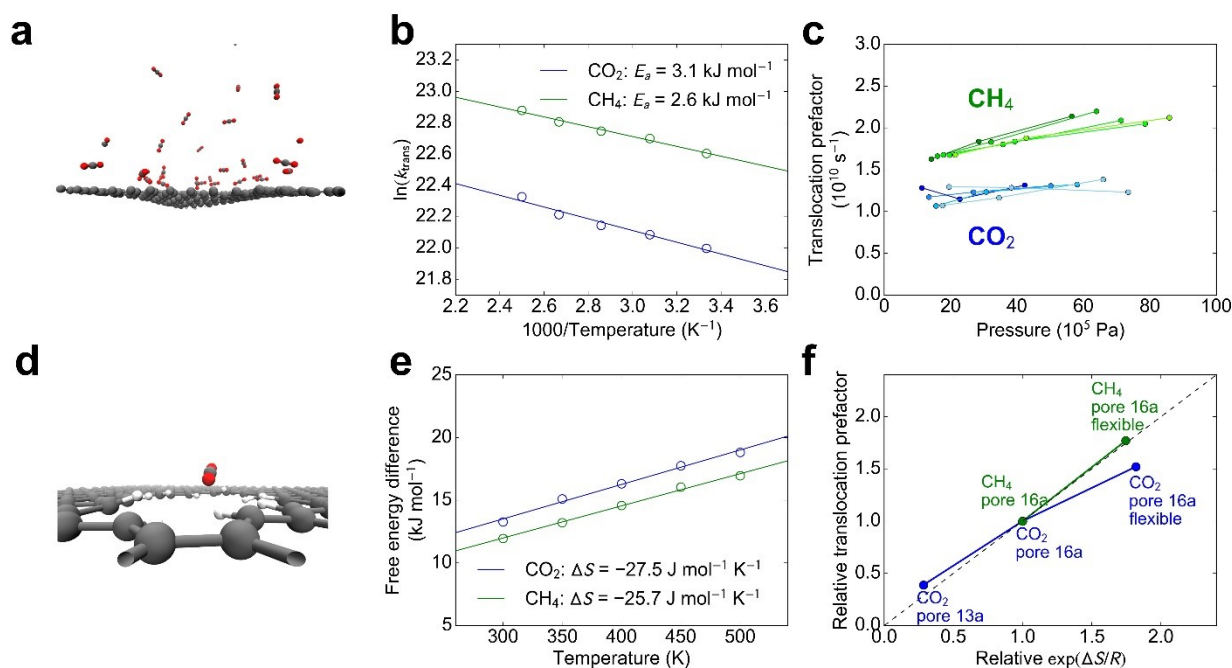 a
b
23.2
23.0
22.8
22.6
22.4
22.2
22.0
21.8
ln(k_trans)
CO₂: Eₐ = 3.1 kJ mol⁻¹
CH₄: Eₐ = 2.6 kJ mol⁻¹
2.2 2.4 2.6 2.8 3.0 3.2 3.4 3.6
1000/Temperature (K⁻¹)
c
3.0
2.5
2.0
1.5
1.0
0.5
0.0
Translocation prefactor
(10¹⁰ s⁻¹)
CH₄
CO₂
0 20 40 60 80 100
Pressure (10⁵ Pa)
d
e
25
20
15
10
5
Free energy difference
(kJ mol⁻¹)
CO₂: ΔS = −27.5 J mol⁻¹ K⁻¹
CH₄: ΔS = −25.7 J mol⁻¹ K⁻¹
300 350 400 450 500
Temperature (K)
f
2.0
1.5
1.0
0.5
0.0
Relative translocation prefactor
CH₄
pore 16a
flexible
CH₄
pore 16a
CO₂
pore 16a
flexible
CO₂
pore 16a
CO₂
pore 13a
0.0 0.5 1.0 1.5 2.0
Relative exp(ΔS/R)